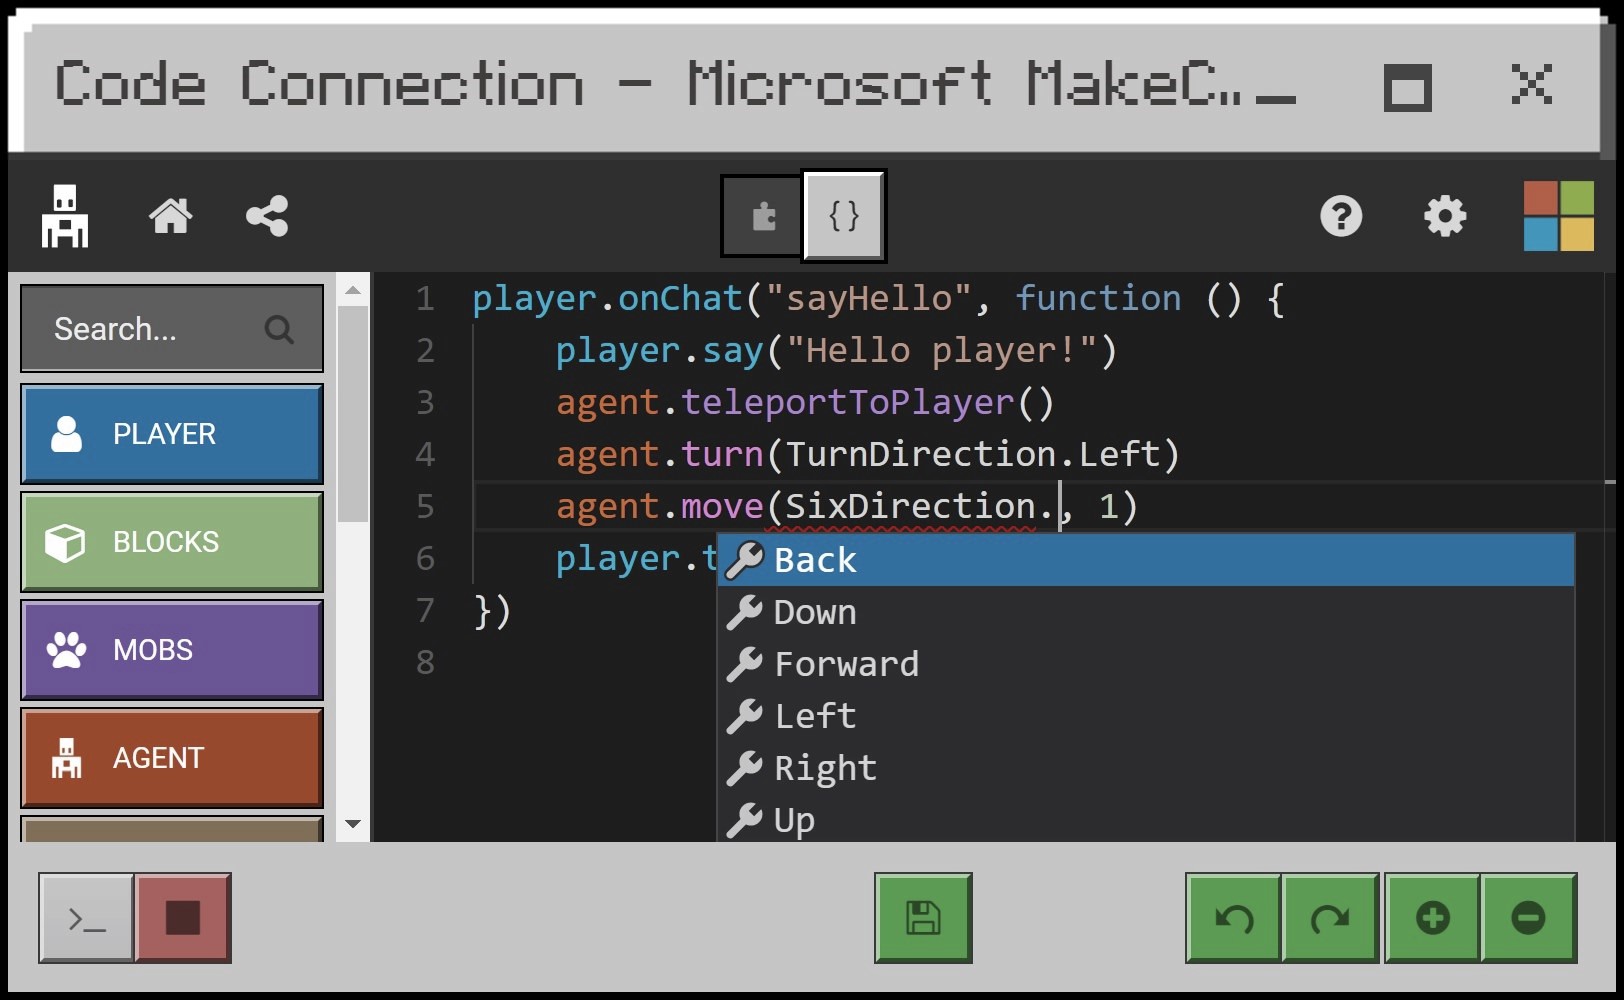 Code Connection - Microsoft MakeC..
{}
?
Search...
PLAYER
BLOCKS
MOBS
AGENT
1 player.onChat("sayHello", function () {
2 player.say("Hello player!")
3 agent.teleportToPlayer()
4 agent.turn(TurnDirection.Left)
5 agent.move(SixDirection., 1)
6 player.t
7 })
8
Back
Down
Forward
Left
Right
Up
>_